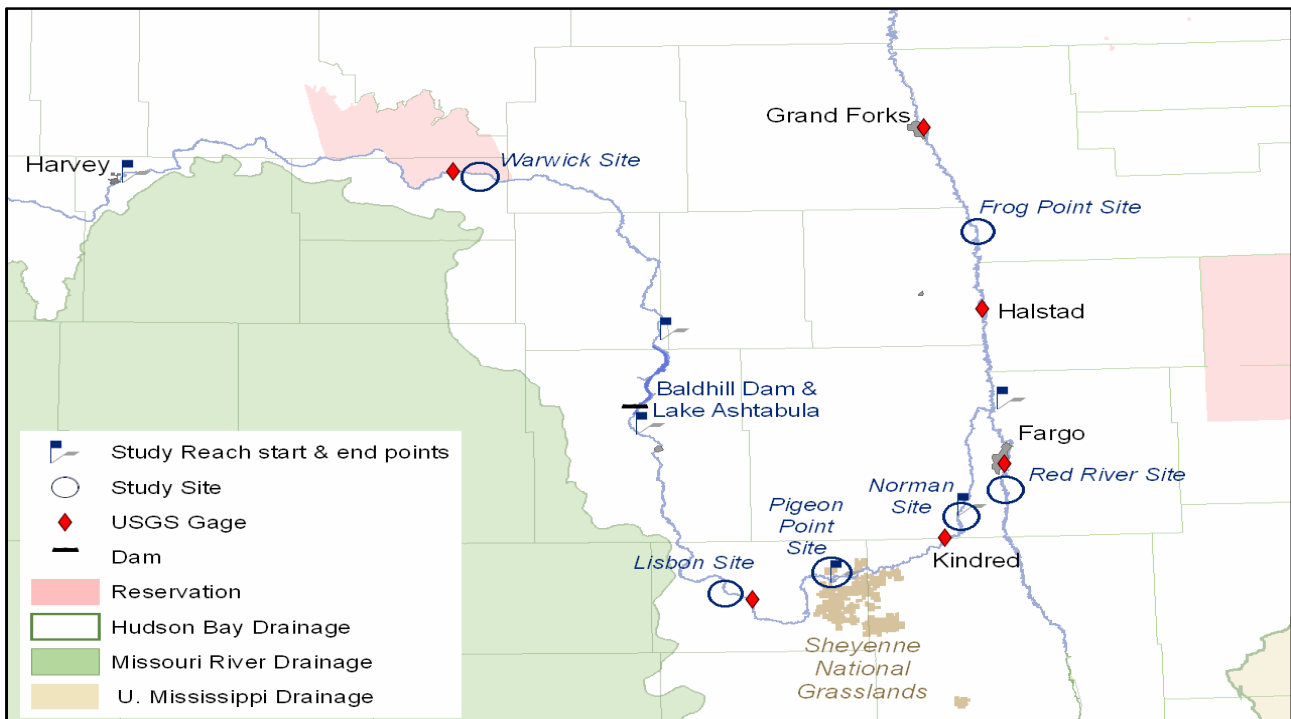 Grand Forks
Harvey
Warwick Site
Frog Point Site
Halstad
Baldhill Dam &
Lake Ashtabula
Fargo
Red River Site
Norman
Site
Pigeon
Point
Site
Kindred
Lisbon Site
Sheyenne
National
Grasslands
Study Reach start & end points
Study Site
USGS Gage
Dam
Reservation
Hudson Bay Drainage
Missouri River Drainage
U. Mississippi Drainage